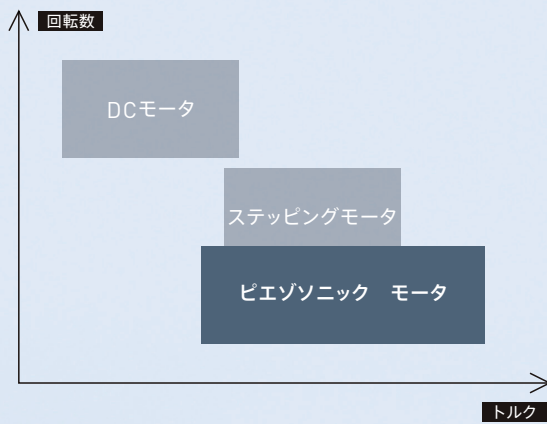 回転数
DCモータ
ステッピングモータ
ピエゾソニック　モータ
トルク